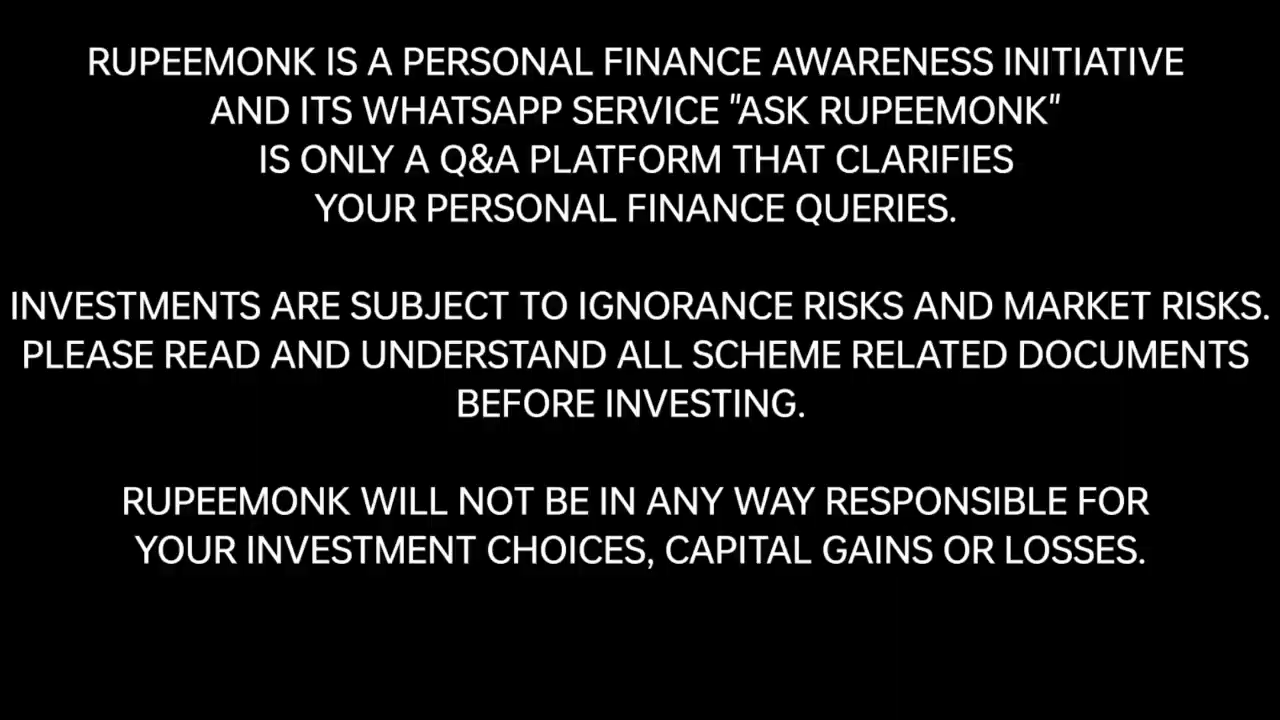 RUPEEMONK IS A PERSONAL FINANCE AWARENESS INITIATIVE
AND ITS WHATSAPP SERVICE "ASK RUPEEMONK"
IS ONLY A Q&A PLATFORM THAT CLARIFIES
YOUR PERSONAL FINANCE QUERIES.
INVESTMENTS ARE SUBJECT TO IGNORANCE RISKS AND MARKET RISKS.
PLEASE READ AND UNDERSTAND ALL SCHEME RELATED DOCUMENTS
BEFORE INVESTING.
RUPEEMONK WILL NOT BE IN ANY WAY RESPONSIBLE FOR
YOUR INVESTMENT CHOICES, CAPITAL GAINS OR LOSSES.